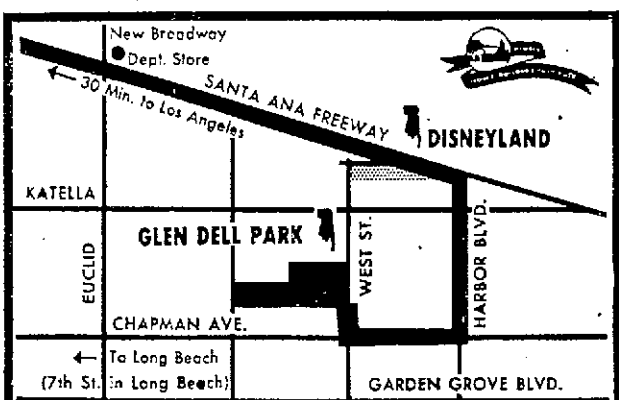 New Broadway
Dept. Store
← 30 Min. to Los Angeles
SANTA ANA FREEWAY
DISNEYLAND
KATELLA
GLEN DELL PARK
EUCLID
WEST ST.
HARBOR BLVD.
CHAPMAN AVE.
← To Long Beach
(7th St. in Long Beach)
GARDEN GROVE BLVD.